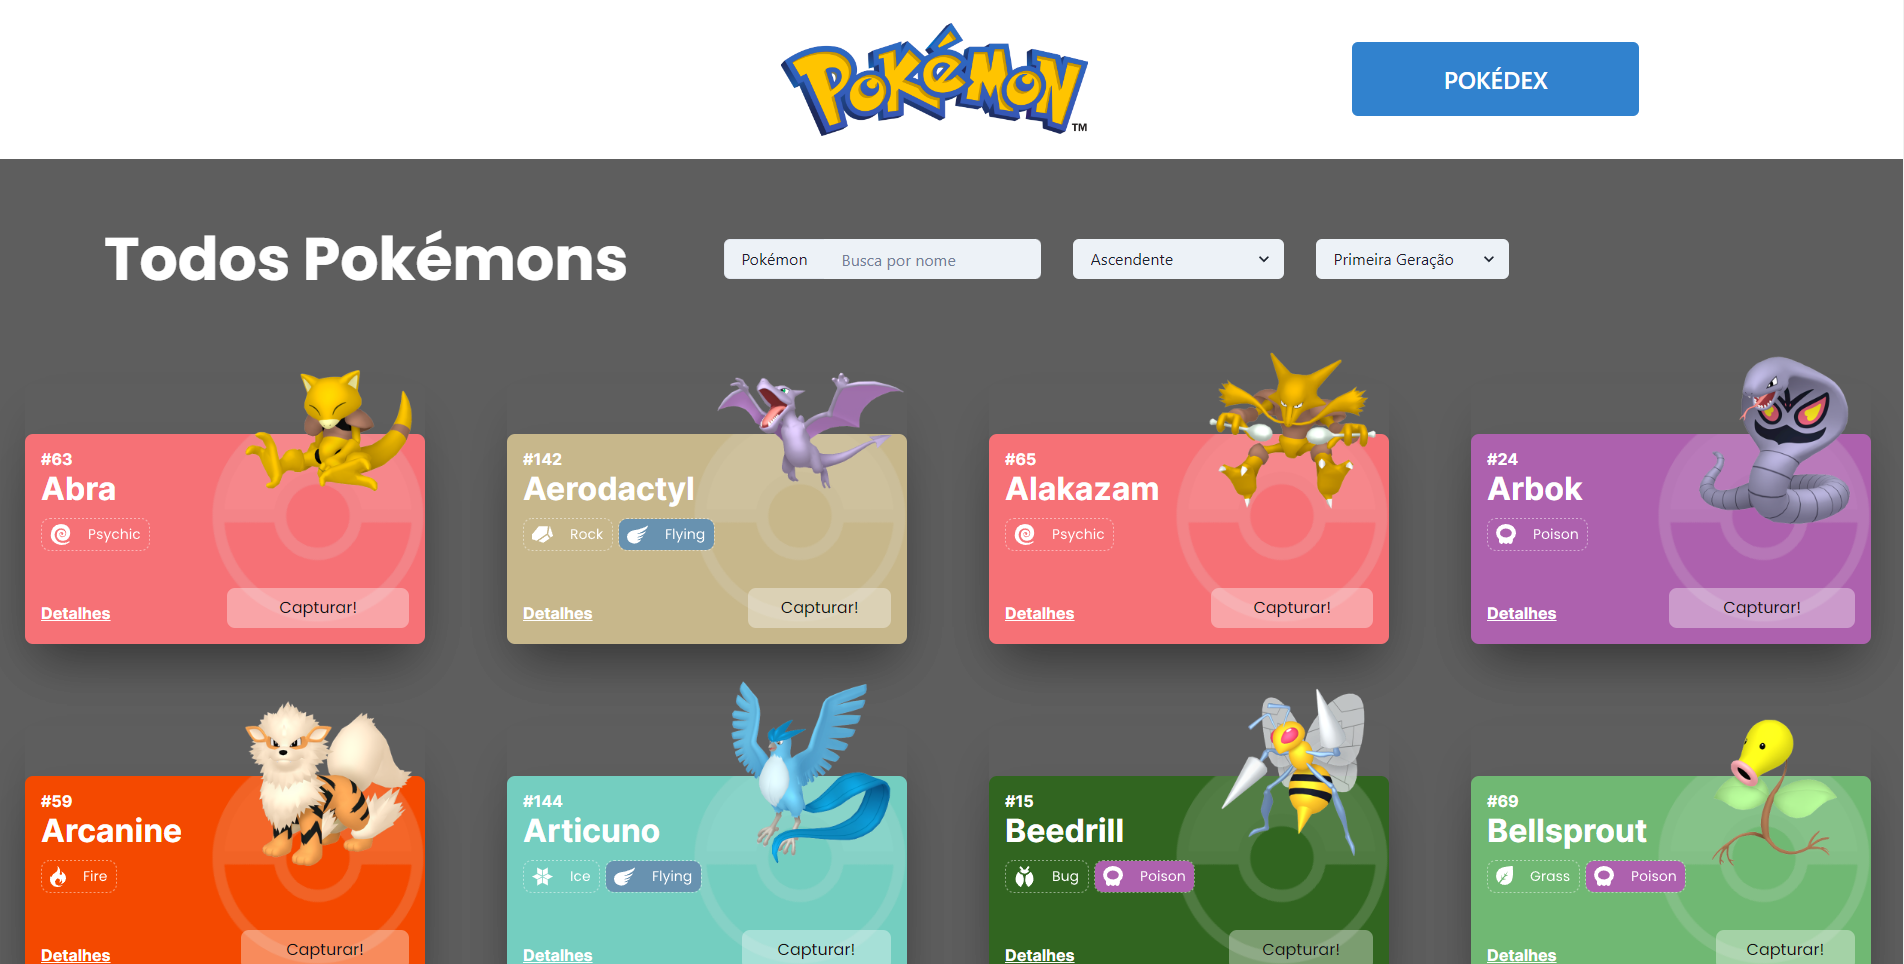 POKéMON
TM
POKÉDEX
Todos Pokémons
Pokémon
Busca por nome
Ascendente
Primeira Geração
#63
Abra
Psychic
Detalhes
Capturar!
#142
Aerodactyl
Rock
Flying
Detalhes
Capturar!
#65
Alakazam
Psychic
Detalhes
Capturar!
#24
Arbok
Poison
Detalhes
Capturar!
#59
Arcanine
Fire
Detalhes
Capturar!
#144
Articuno
Ice
Flying
Detalhes
Capturar!
#15
Beedrill
Bug
Poison
Detalhes
Capturar!
#69
Bellsprout
Grass
Poison
Detalhes
Capturar!